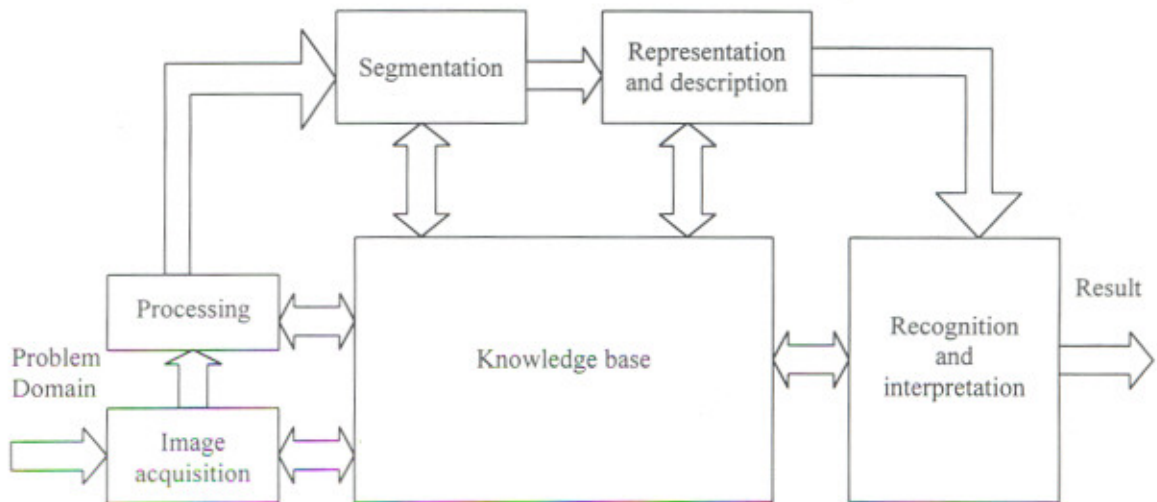 Segmentation
Representation
and description
Processing
Problem
Domain
Image
acquisition
Knowledge base
Recognition
and
interpretation
Result